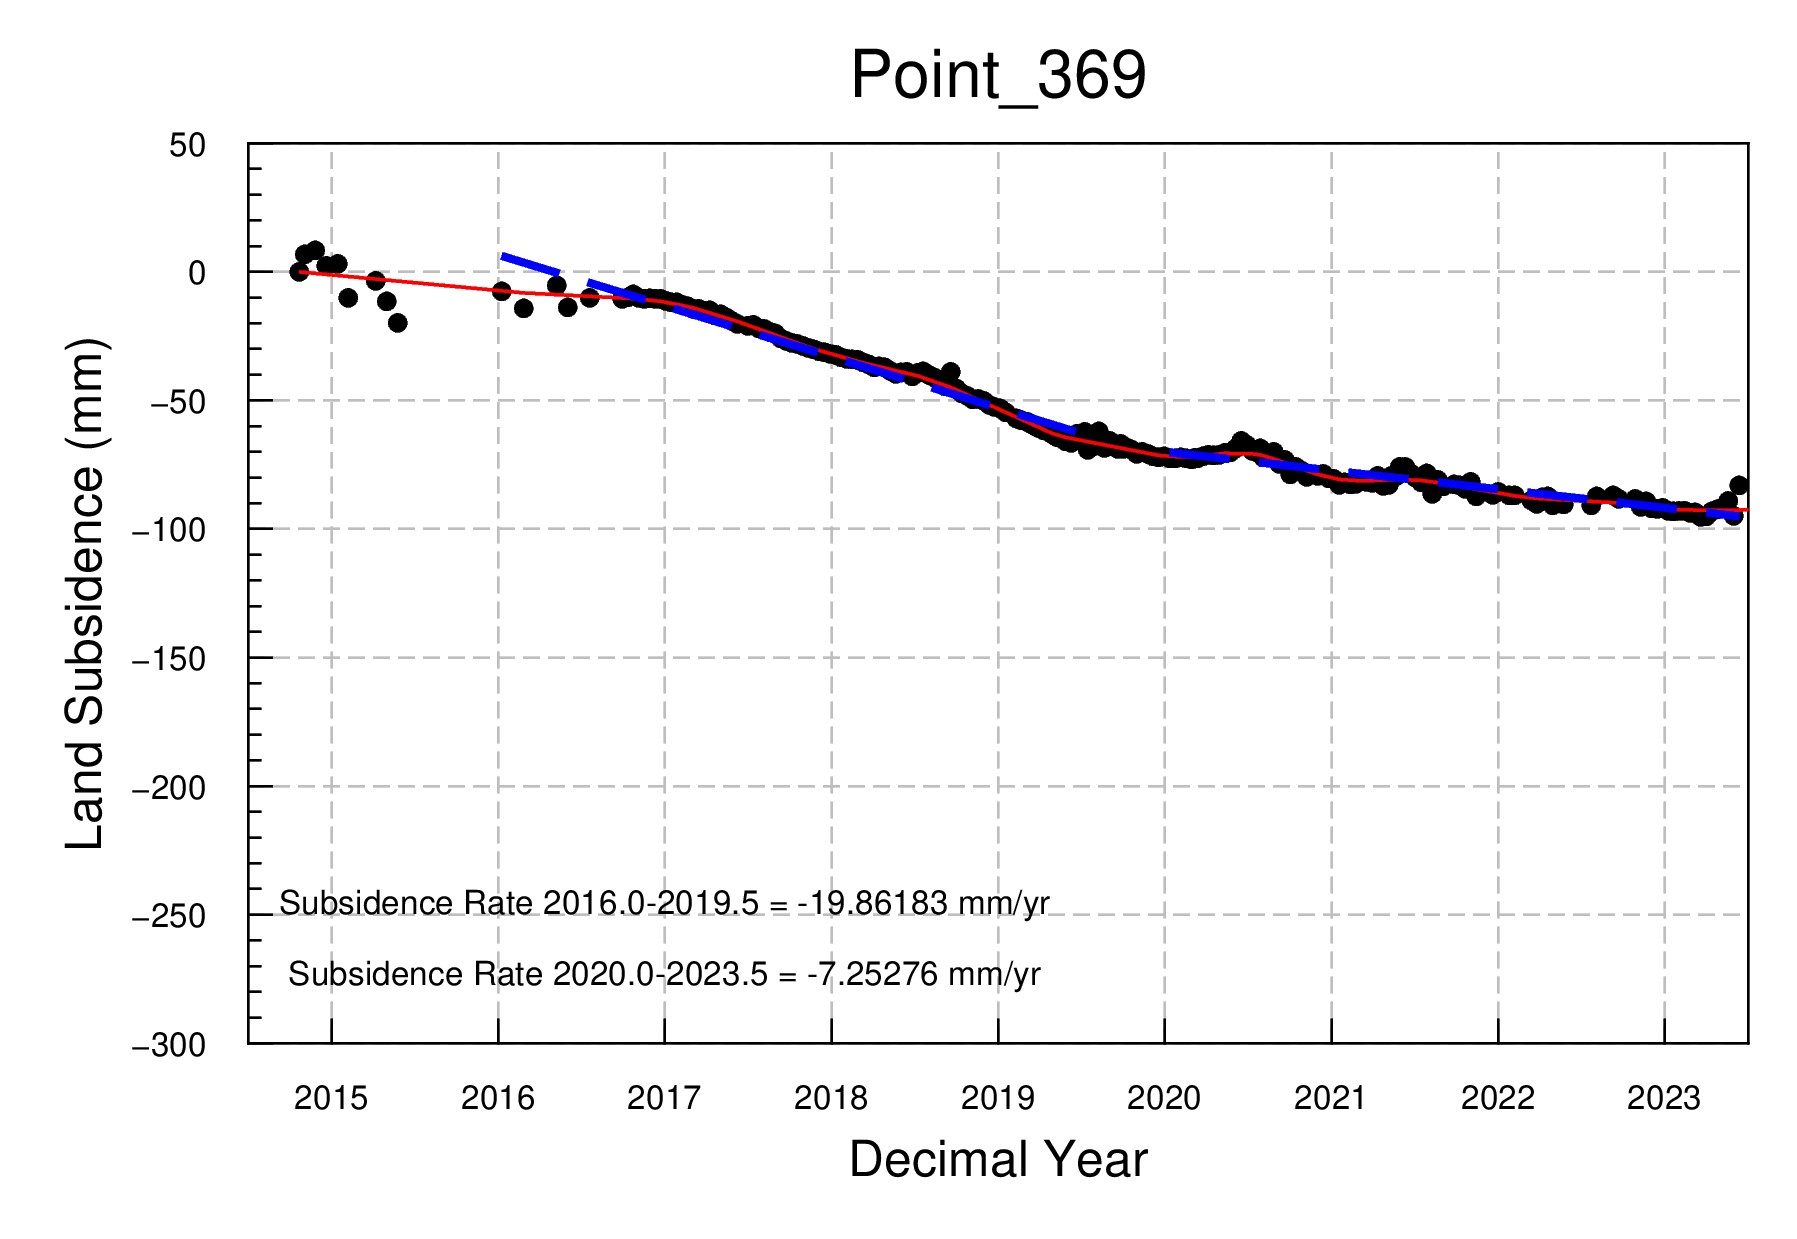 Point_369
50
0
−50
−100
−150
−200
−250
−300
Land Subsidence (mm)
Subsidence Rate 2016.0-2019.5 = -19.86183 mm/yr
Subsidence Rate 2020.0-2023.5 = -7.25276 mm/yr
2015 2016 2017 2018 2019 2020 2021 2022 2023
Decimal Year